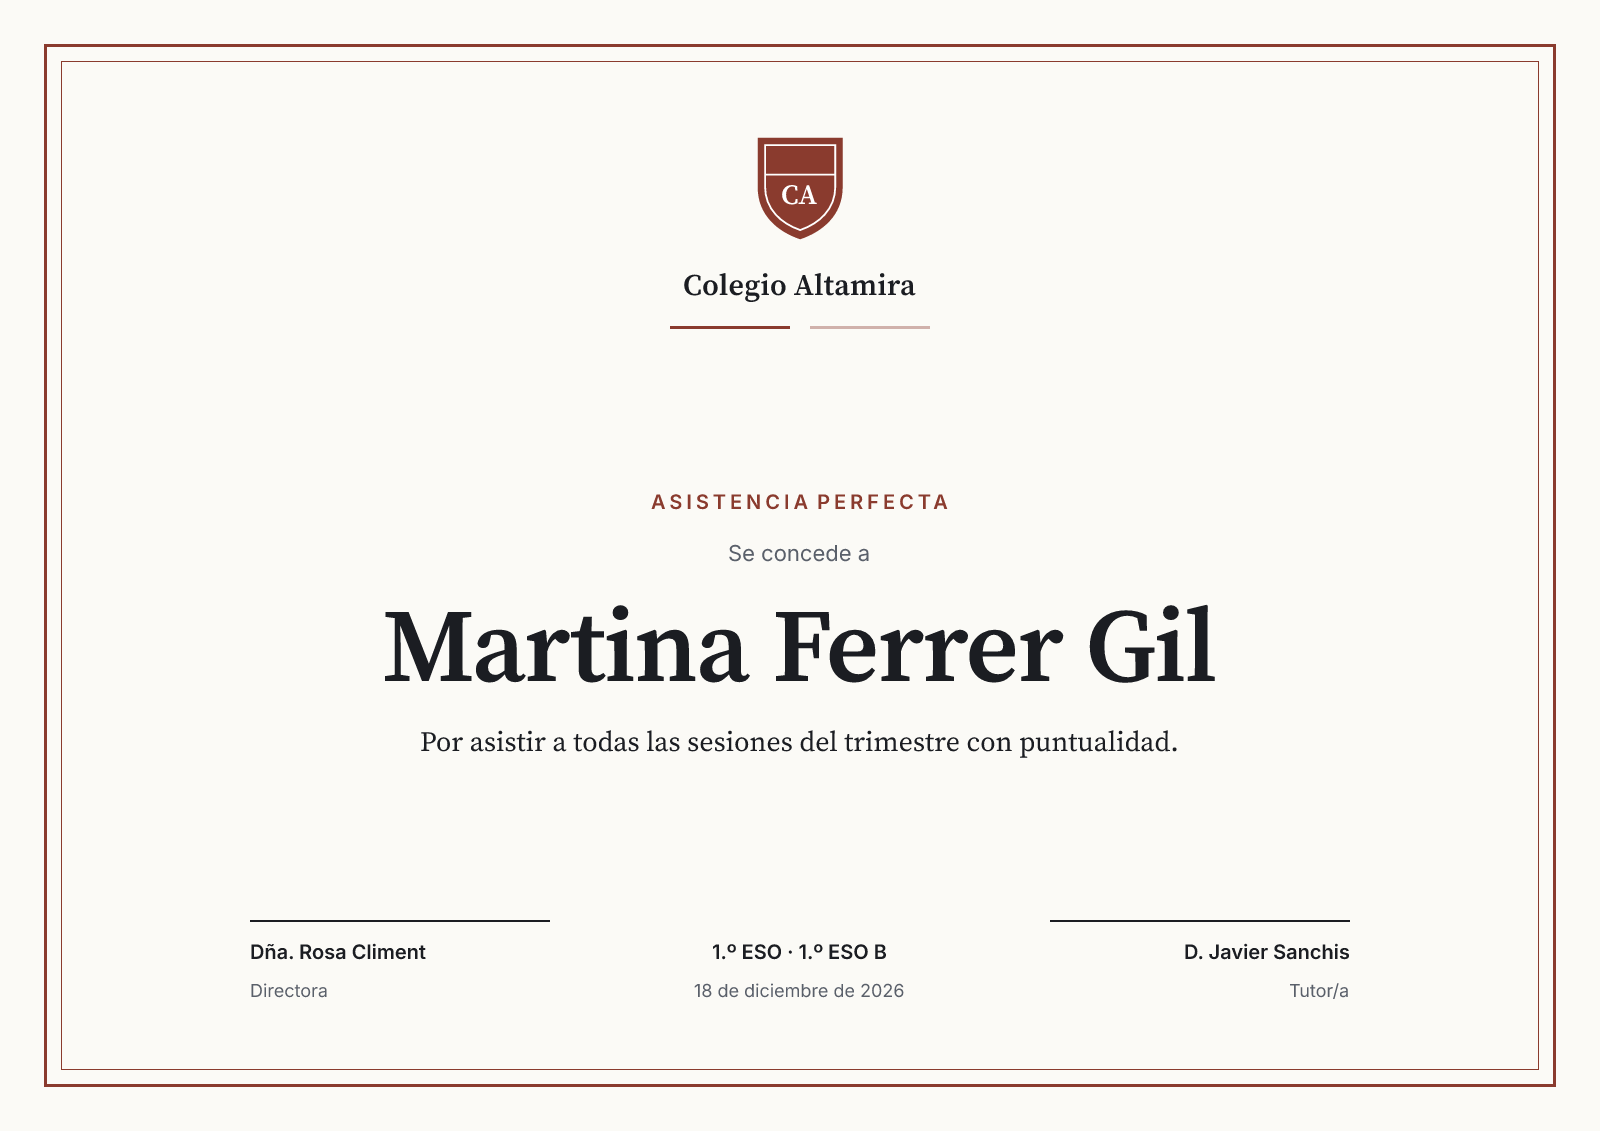 CA
Colegio Altamira
ASISTENCIA PERFECTA
Se concede a
Martina Ferrer Gil
Por asistir a todas las sesiones del trimestre con puntualidad.
Dña. Rosa Climent
Directora
1.º ESO · 1.º ESO B
18 de diciembre de 2026
D. Javier Sanchis
Tutor/a